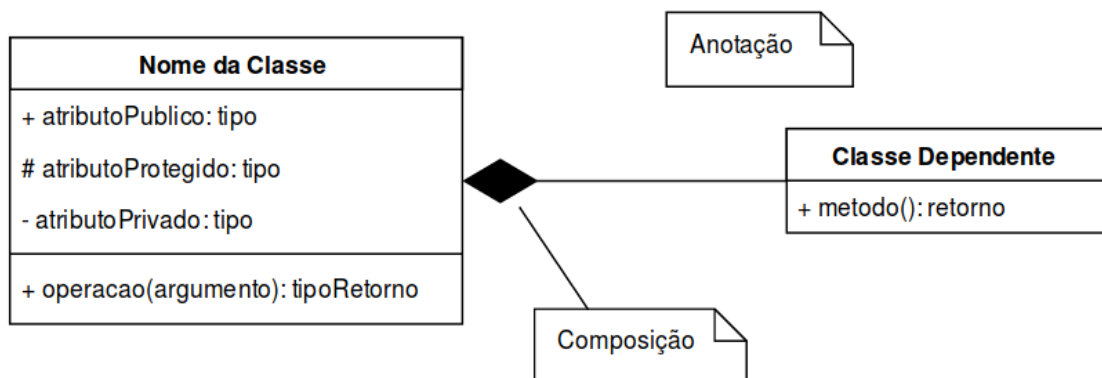 Nome da Classe
+ atributoPublico: tipo
# atributoProtegido: tipo
- atributoPrivado: tipo
+ operacao(argumento): tipoRetorno
Anotação
Classe Dependente
+ metodo(): retorno
Composição